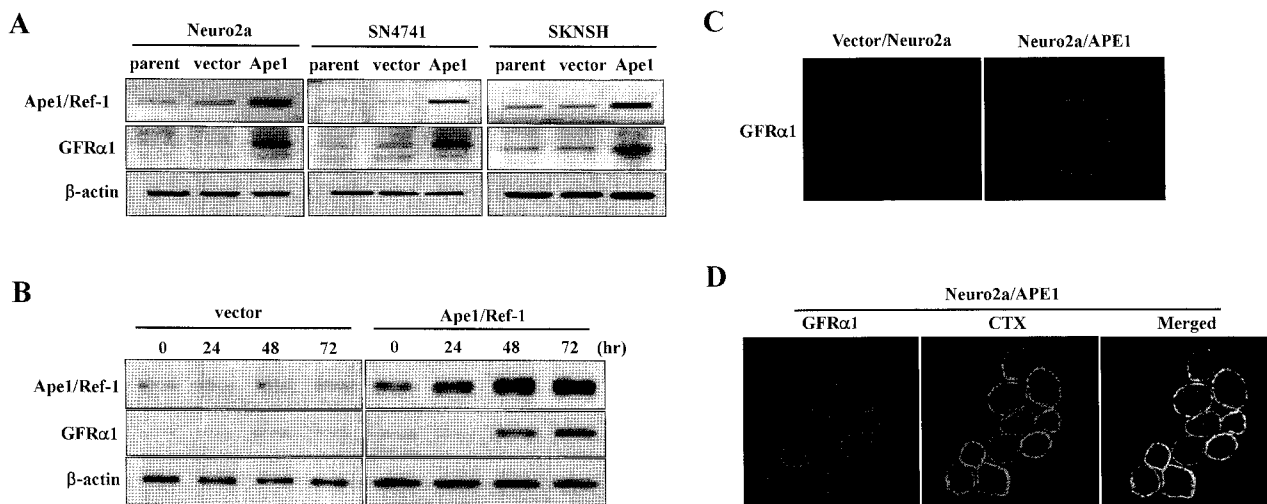 A
Neuro2a SN4741 SKNSH
parent vector Ape1 parent vector Ape1 parent vector Ape1
Ape1/Ref-1
GFRα1
β-actin
B
vector Ape1/Ref-1
0 24 48 72 0 24 48 72 (hr)
Ape1/Ref-1
GFRα1
β-actin
C
Vector/Neuro2a Neuro2a/APE1
GFRα1
D
Neuro2a/APE1
GFRα1 CTX Merged